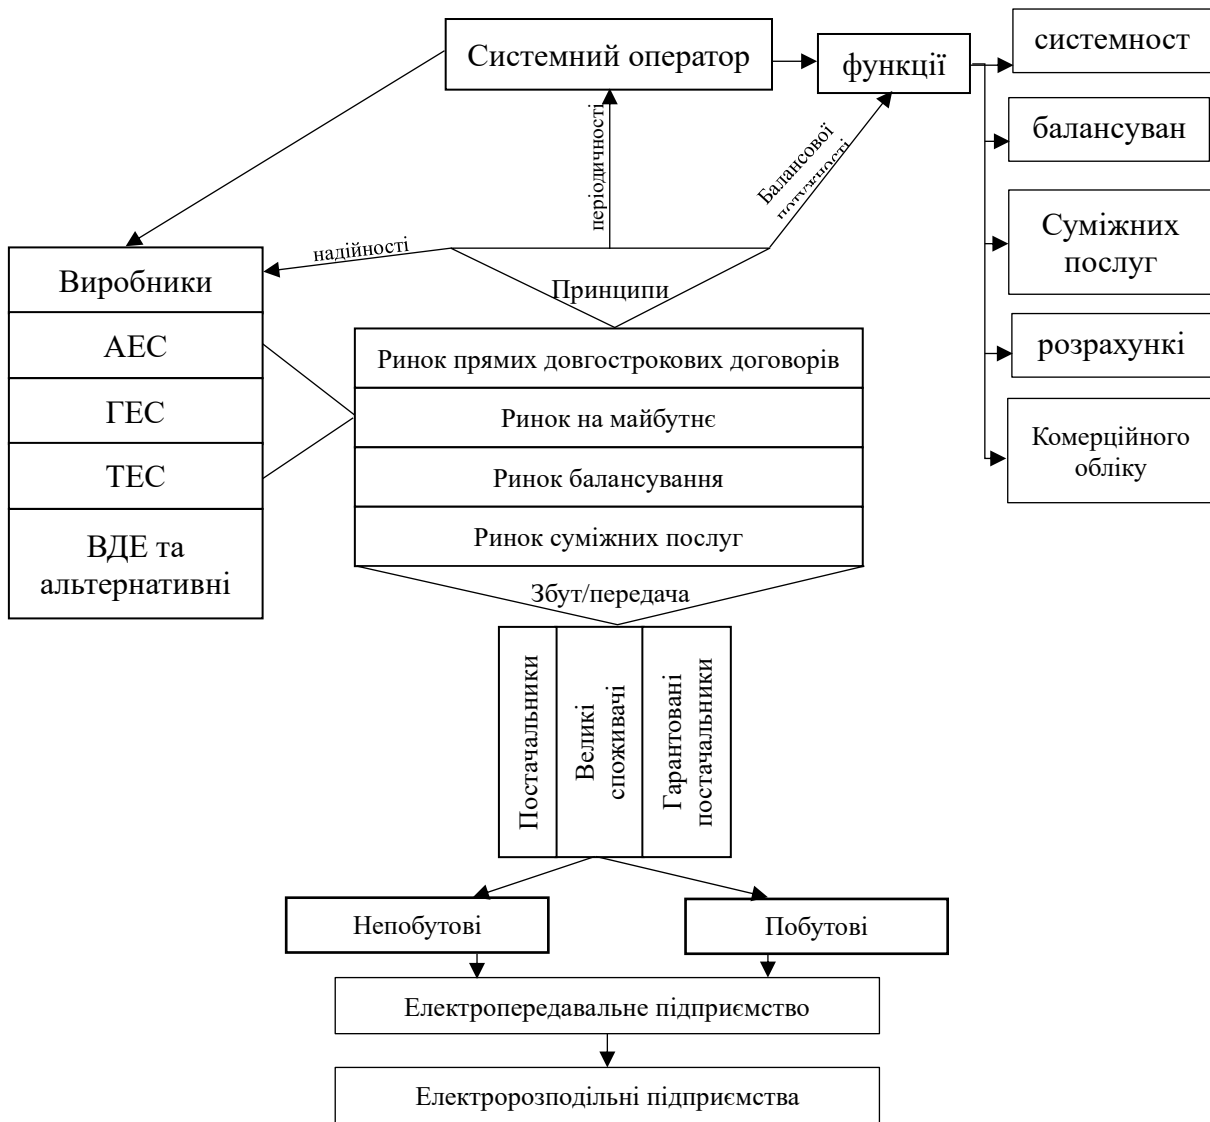 Системний оператор
функції
системност
балансуван
Суміжних
послуг
розрахункі
Комерційного
обліку
періодичності
Балансової
потужності
надійності
Принципи
Виробники
АЕС
ГЕС
ТЕС
ВДЕ та
альтернативні
Ринок прямих довгострокових договорів
Ринок на майбутнє
Ринок балансування
Ринок суміжних послуг
Збут/передача
Постачальники
Великі
споживачі
Гарантовані
постачальники
Непобутові
Побутові
Електропередавальне підприємство
Електророзподільні підприємства